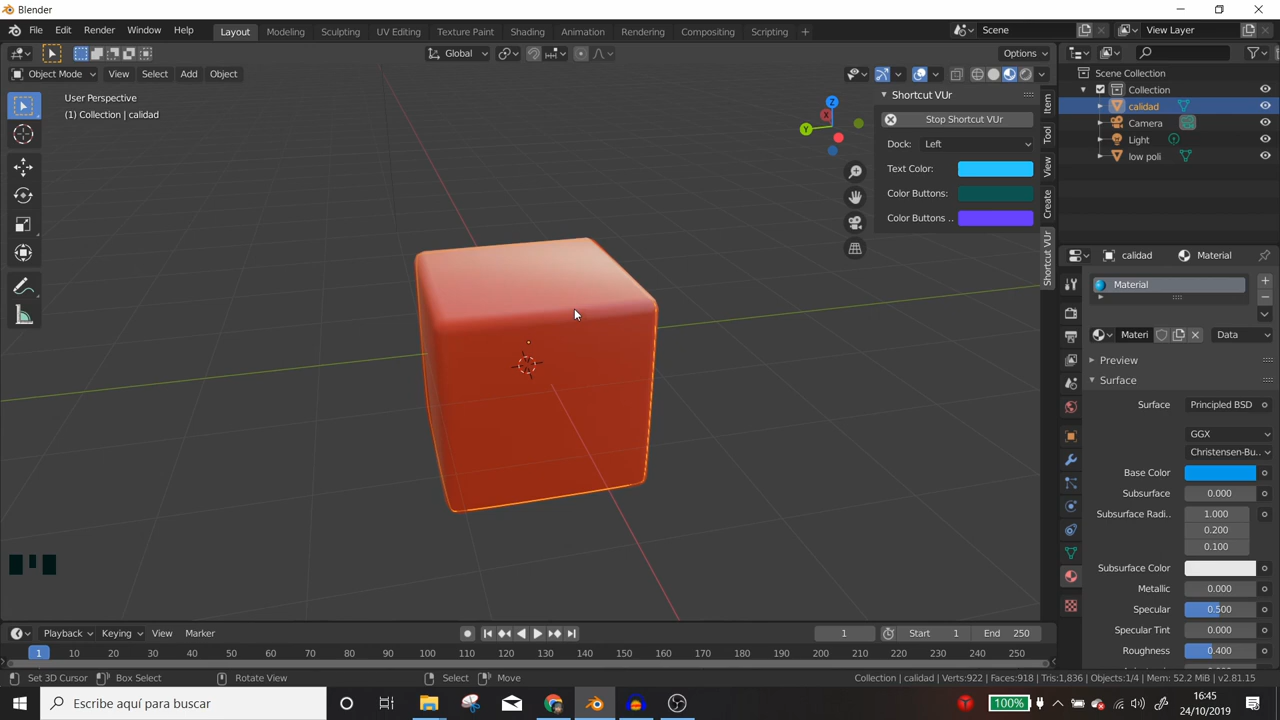 Blender
File Edit Render Window Help Layout Modeling Sculpting UV Editing Texture Paint Shading Animation Rendering Compositing Scripting + Scene View Layer
Global Options
Object Mode View Select Add Object
User Perspective
(1) Collection | calidad
Z
X
Y
Shortcut VUr
Stop Shortcut VUr
Dock: Left
Text Color:
Color Buttons:
Color Buttons ..
Item
Tool
View
Create
Shortcut VUr
Scene Collection
Collection
calidad
Camera
Light
low poli
calidad Material
Material
Materi Data
Preview
Surface
Surface Principled BSD
GGX
Christensen-Bu..
Base Color
Subsurface 0.000
Subsurface Radi.. 1.000
0.200
0.100
Subsurface Color
Metallic 0.000
Specular 0.500
Specular Tint 0.000
Roughness 0.400
Playback Keying View Marker 1 Start 1 End 250
1 10 20 30 40 50 60 70 80 90 100 110 120 130 140 150 160 170 180 190 200 210 220 230 240 250
Set 3D Cursor Box Select Rotate View Select Move Collection | calidad | Verts:922 | Faces:918 | Tris:1,836 | Objects:1/4 | Mem: 52.2 MiB | v2.81.15
Escribe aquí para buscar 100% 16:45
24/10/2019